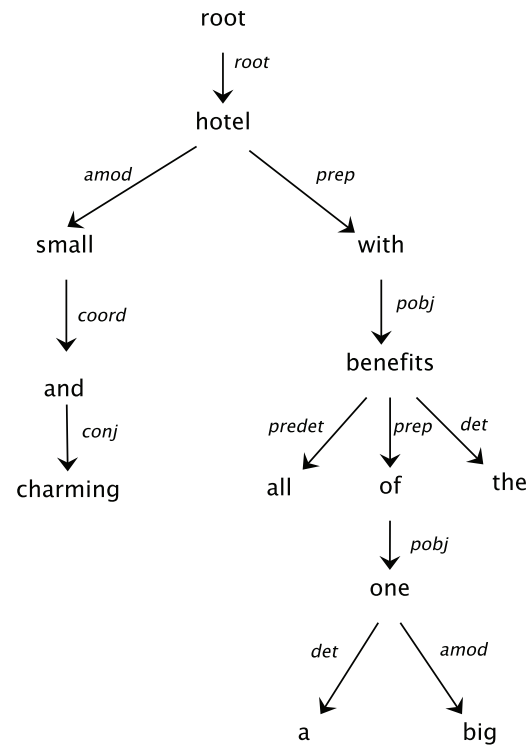 root
root
hotel
amod prep
small with
coord pobj
benefits
and
conj predet prep det
charming all of the
pobj
one
det amod
a big